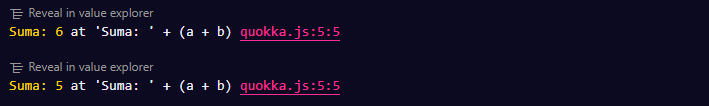 Reveal in value explorer
Suma: 6 at 'Suma: ' + (a + b) quokka.js:5:5
Reveal in value explorer
Suma: 5 at 'Suma: ' + (a + b) quokka.js:5:5